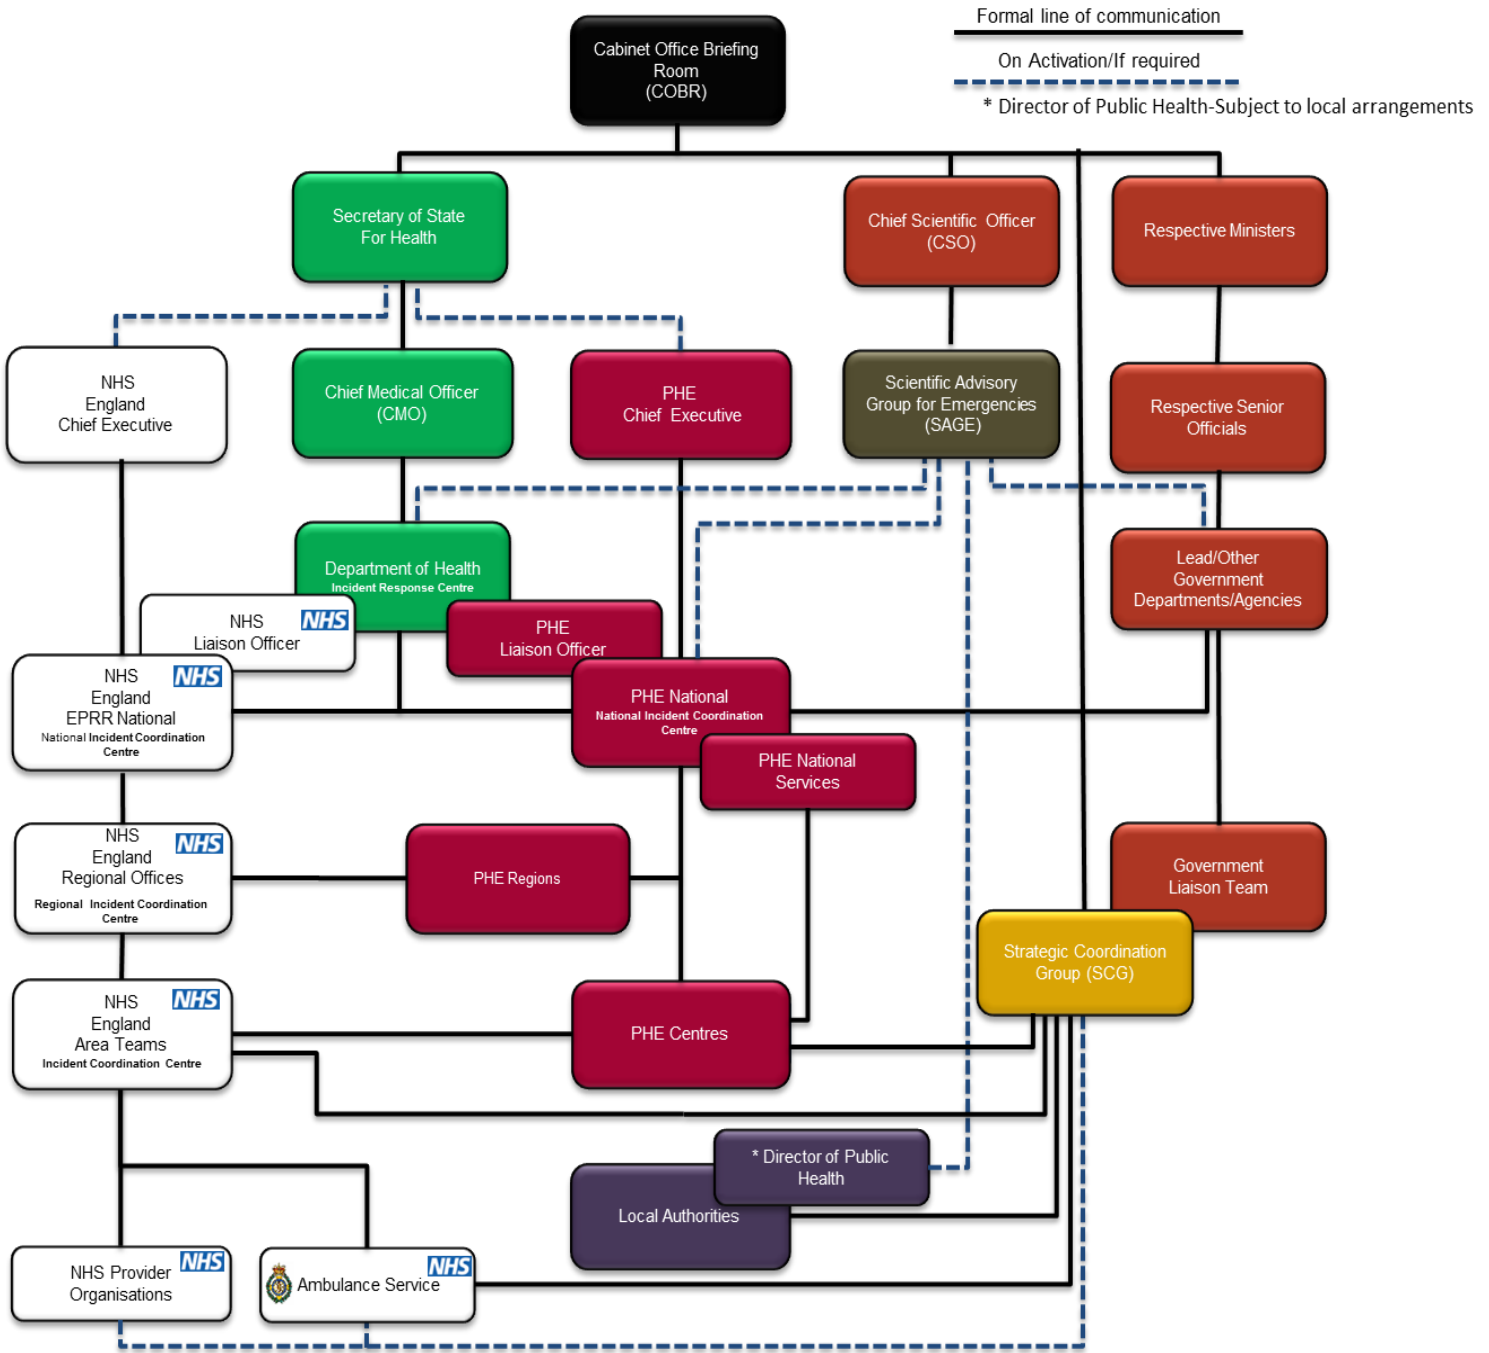 Formal line of communication
On Activation/If required
* Director of Public Health-Subject to local arrangements
Cabinet Office Briefing
Room
(COBR)
Secretary of State
For Health
Chief Scientific Officer
(CSO)
Respective Ministers
NHS
England
Chief Executive
Chief Medical Officer
(CMO)
PHE
Chief Executive
Scientific Advisory
Group for Emergencies
(SAGE)
Respective Senior
Officials
Department of Health
Incident Response Centre
Lead/Other
Government
Departments/Agencies
NHS
Liaison Officer
NHS
PHE
Liaison Officer
NHS
England
EPRR National
National Incident Coordination
Centre
NHS
PHE National
National Incident Coordination
Centre
PHE National
Services
NHS
England
Regional Offices
Regional Incident Coordination
Centre
NHS
PHE Regions
Government
Liaison Team
Strategic Coordination
Group (SCG)
NHS
England
Area Teams
Incident Coordination Centre
NHS
PHE Centres
* Director of Public
Health
Local Authorities
NHS Provider
Organisations
NHS
Ambulance Service
NHS